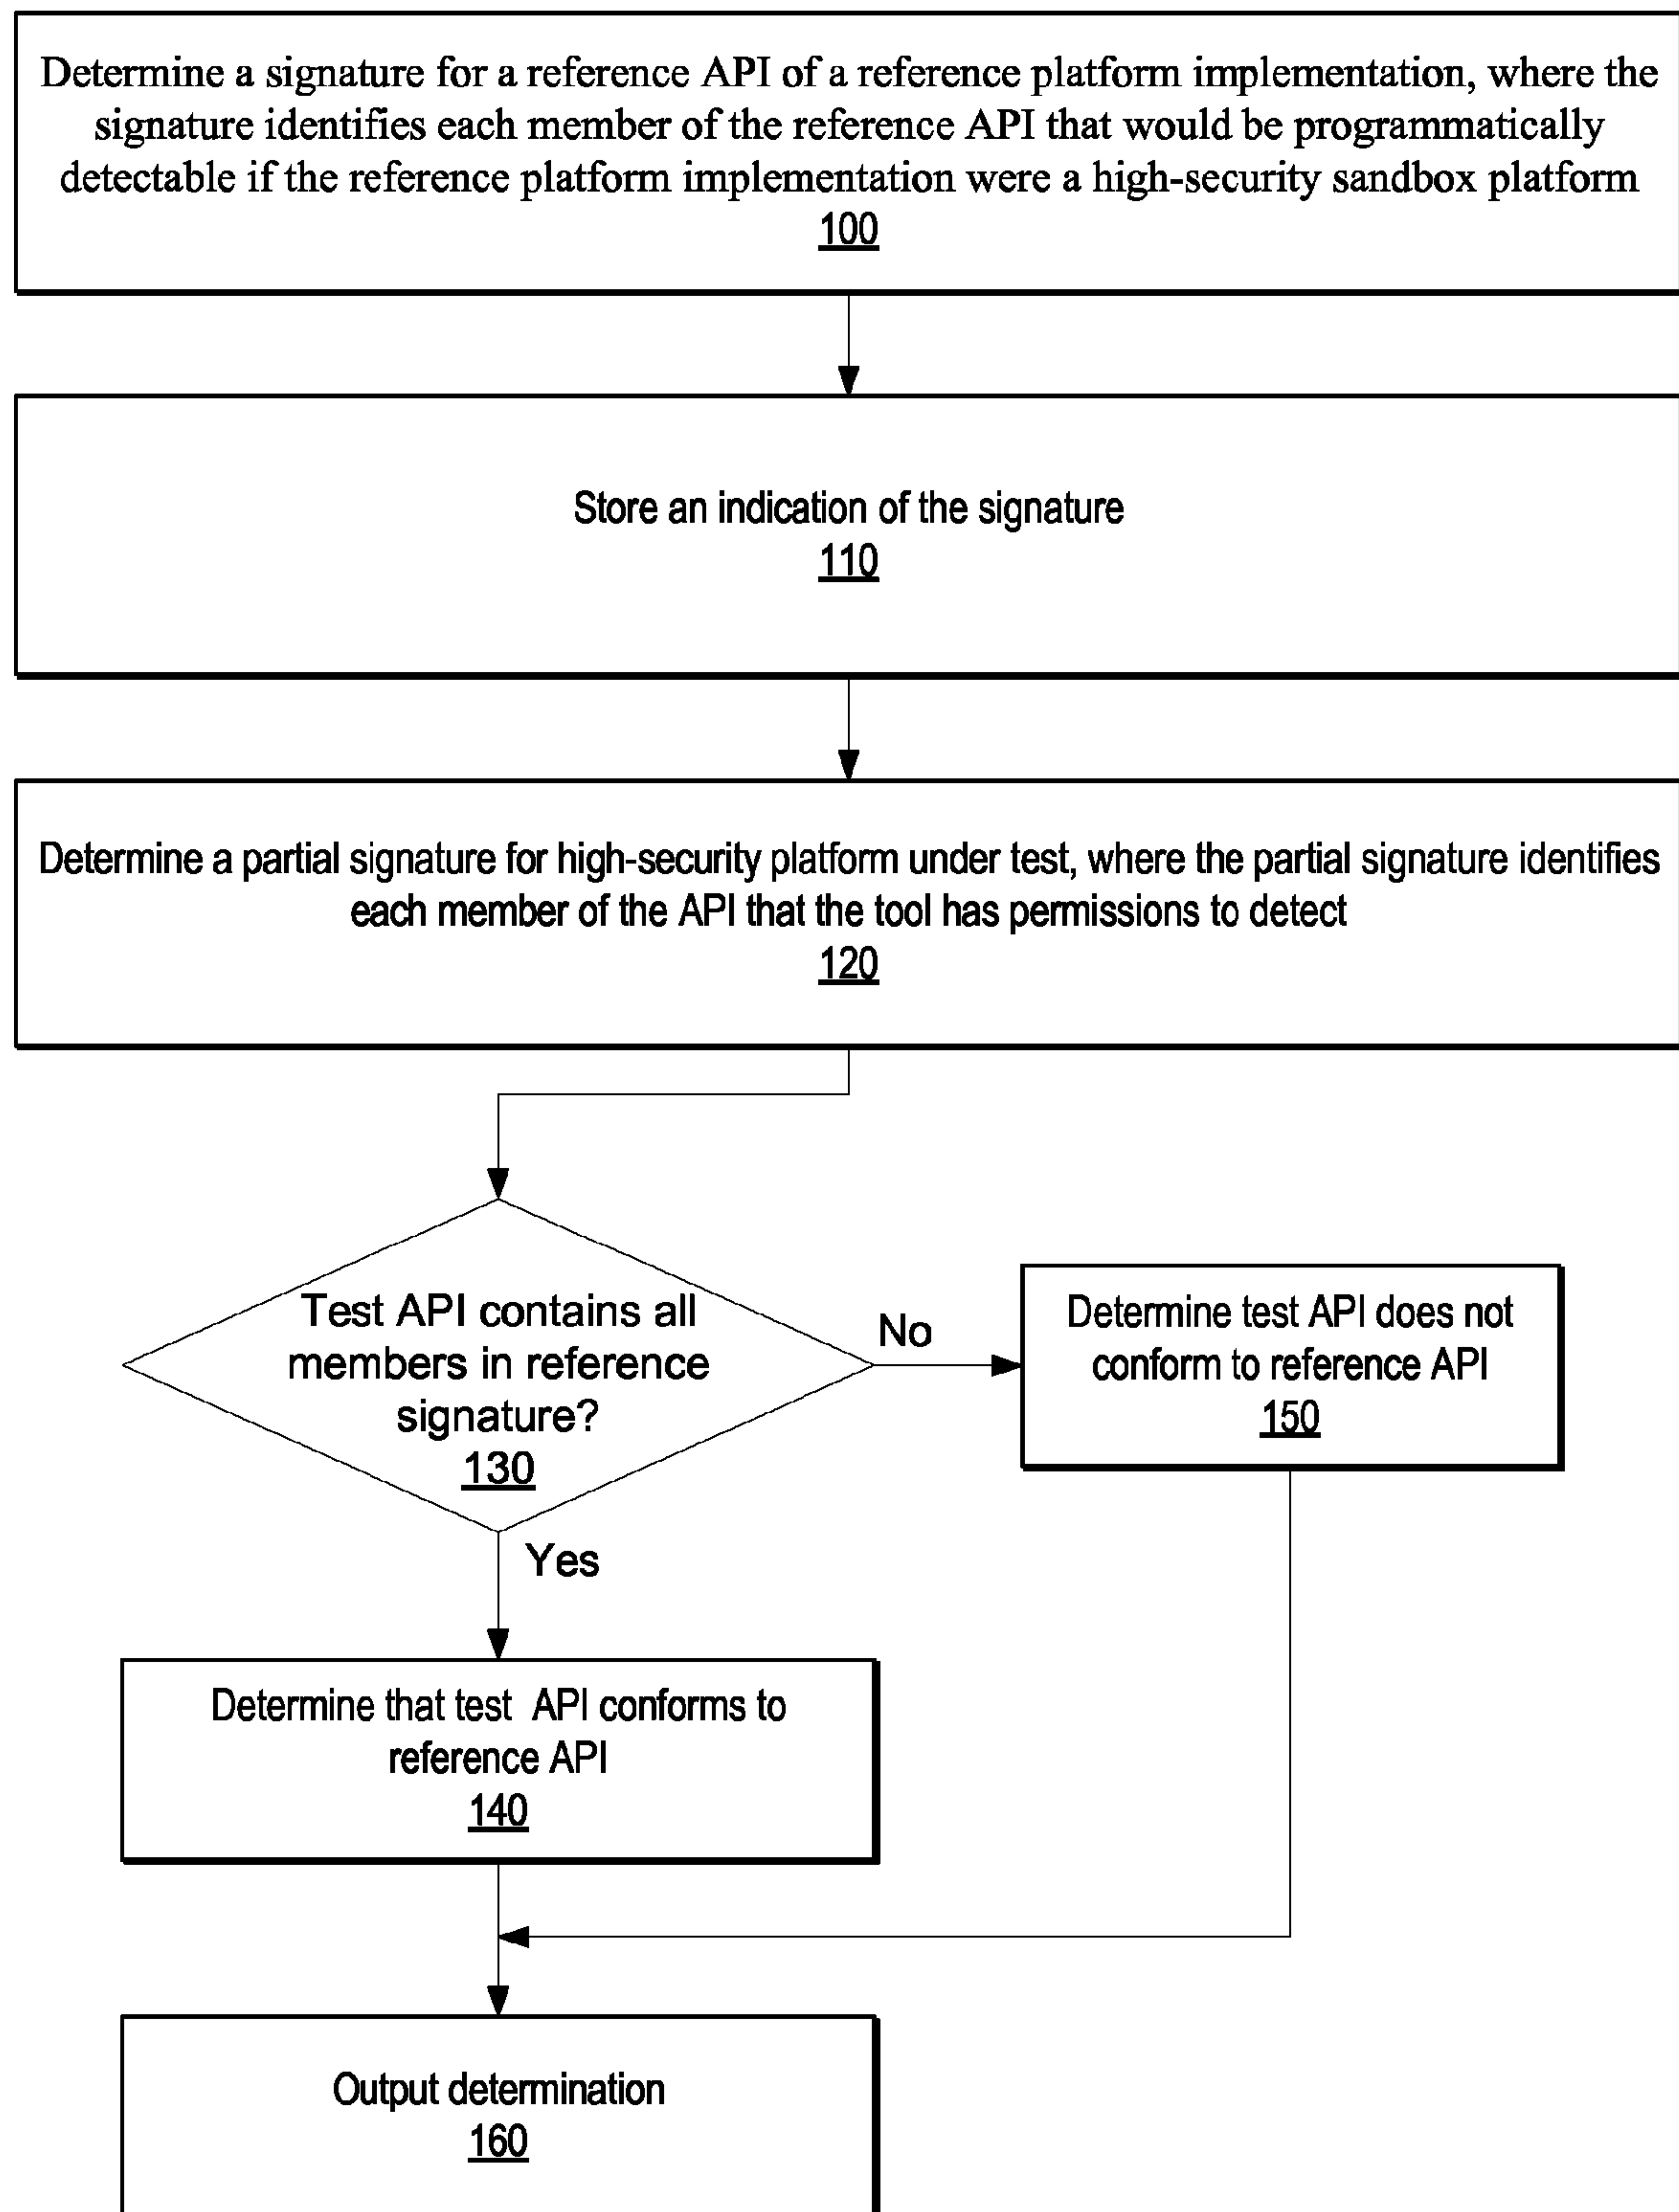 Determine a signature for a reference API of a reference platform implementation, where the
signature identifies each member of the reference API that would be programmatically
detectable if the reference platform implementation were a high-security sandbox platform
100
Store an indication of the signature
110
Determine a partial signature for high-security platform under test, where the partial signature identifies
each member of the API that the tool has permissions to detect
120
Test API contains all
members in reference
signature?
130
No
Determine test API does not
conform to reference API
150
Yes
Determine that test API conforms to
reference API
140
Output determination
160